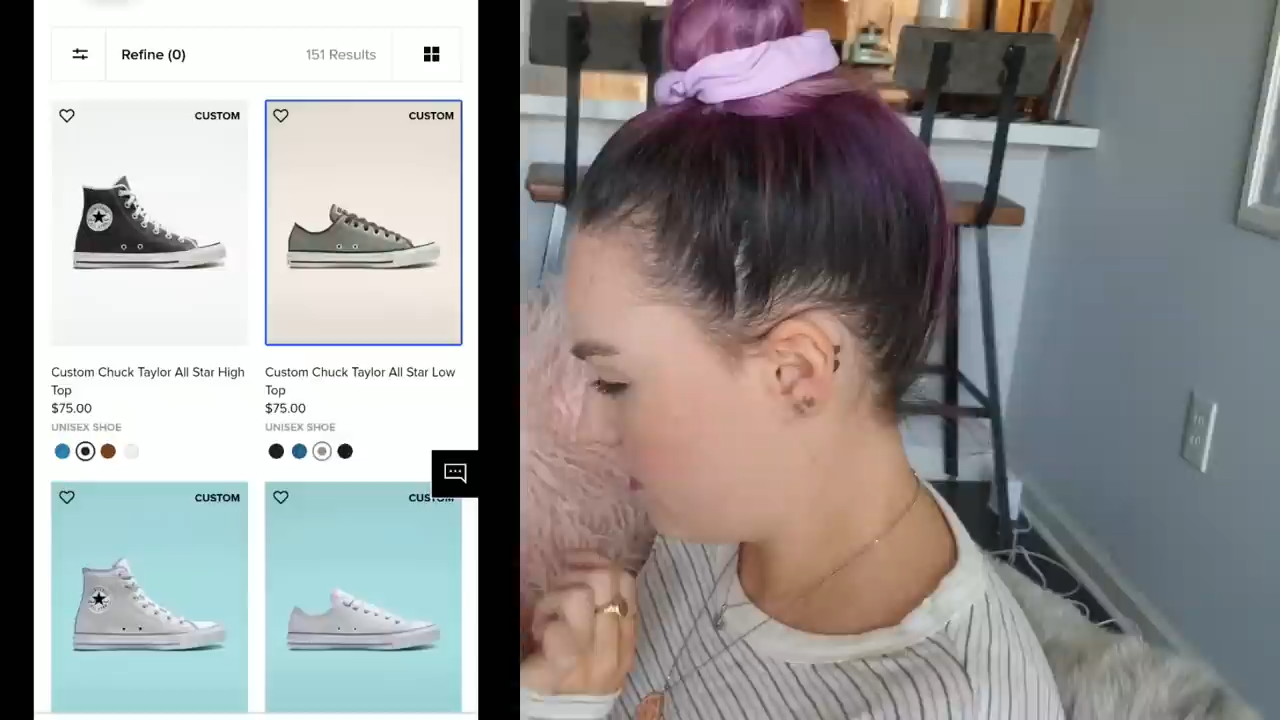 Refine (0)
151 Results
CUSTOM
CUSTOM
Custom Chuck Taylor All Star High
Top
$75.00
UNISEX SHOE
Custom Chuck Taylor All Star Low
Top
$75.00
UNISEX SHOE
CUSTOM
CUSTOM